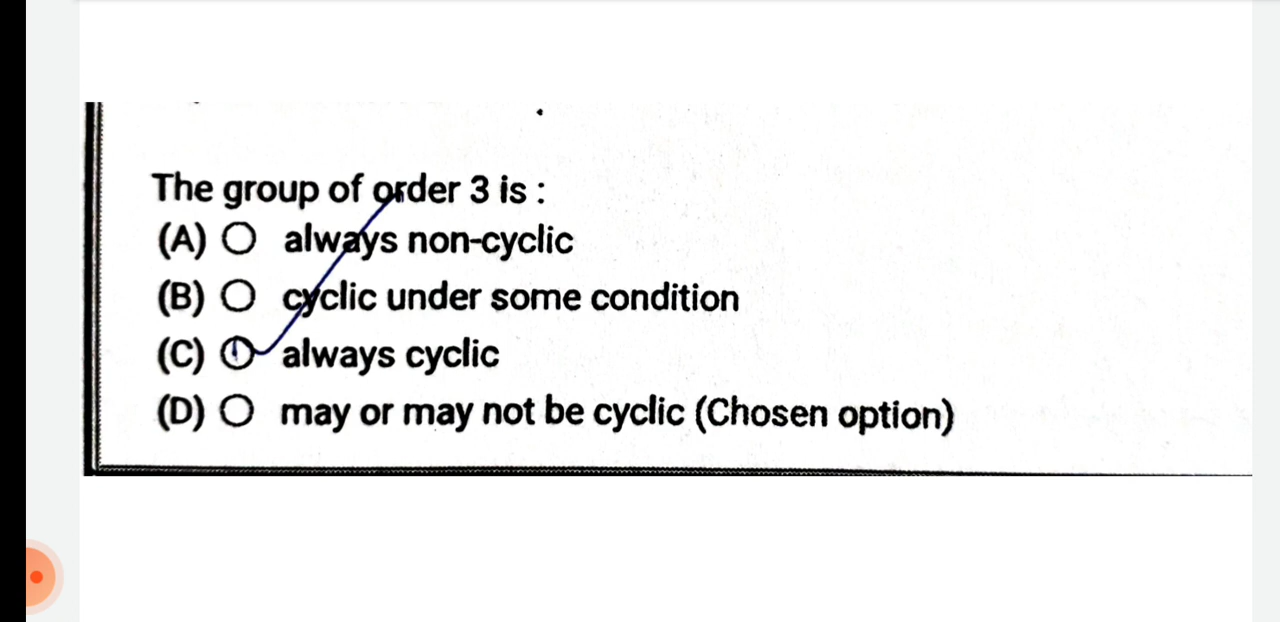 The group of order 3 is :
(A) always non-cyclic
(B) cyclic under some condition
(C) always cyclic
(D) may or may not be cyclic (Chosen option)